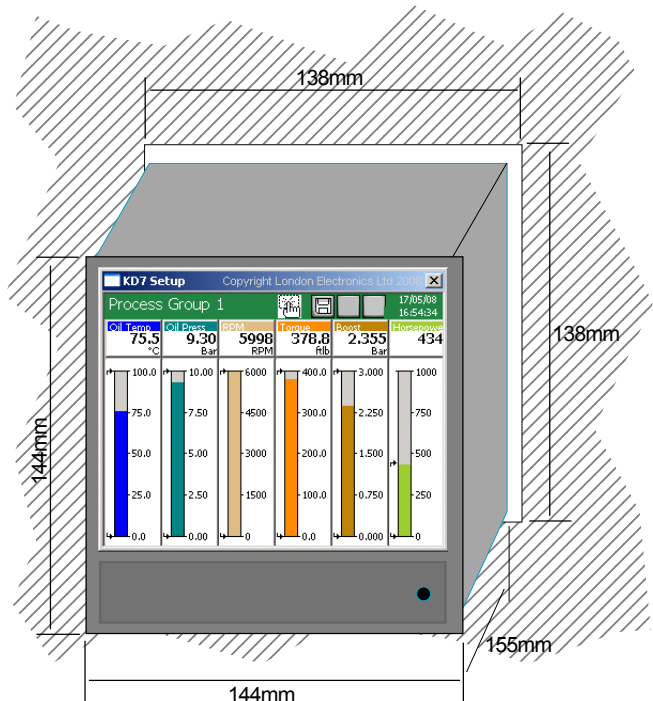 138mm
KD7 Setup Copyright London Electronics Ltd 2006
Process Group 1
17/05/08
16:54:34
Oil Temp Oil Press RPM Torque Boost Horsepowe
75.5 9.30 5998 378.8 2.355 434
°C Bar RPM ftlb Bar
100.0 10.00 6000 400.0 3.000 1000
75.0 7.50 4500 300.0 2.250 750
50.0 5.00 3000 200.0 1.500 500
25.0 2.50 1500 100.0 0.750 250
0.0 0.00 0 0.0 0.000 0
138mm
144mm
155mm
144mm